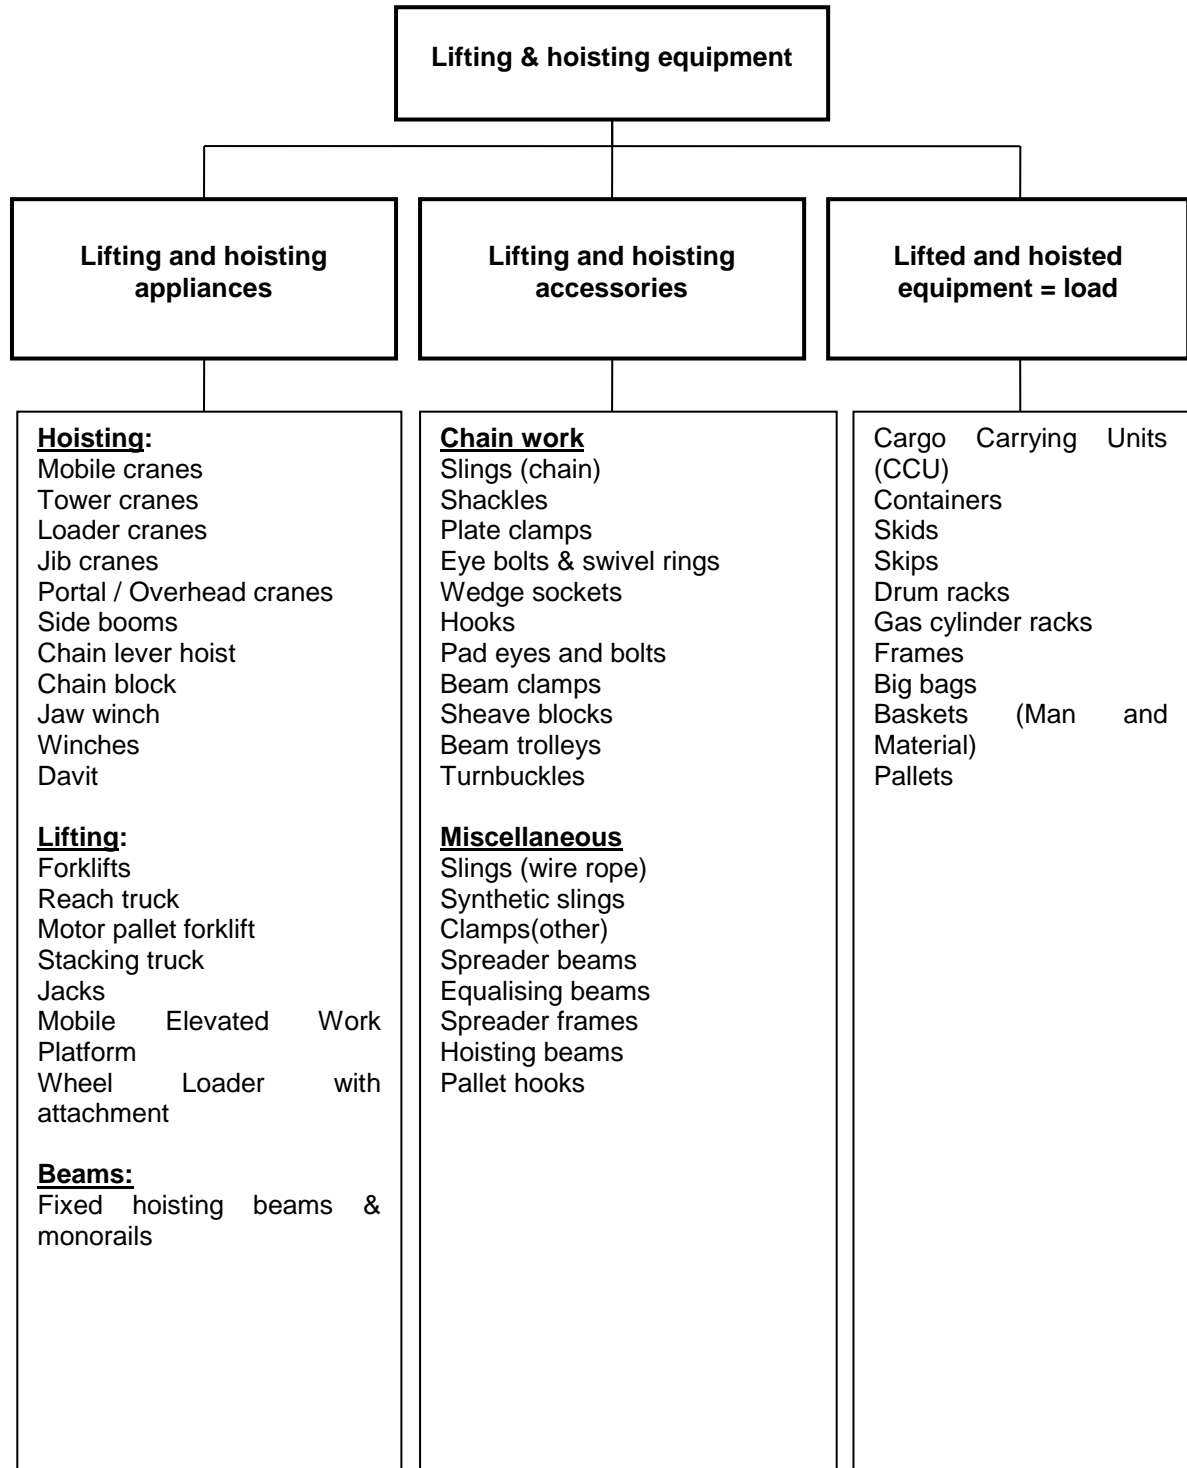 Lifting & hoisting equipment
Lifting and hoisting
appliances
Lifting and hoisting
accessories
Lifted and hoisted
equipment = load
Hoisting:
Mobile cranes
Tower cranes
Loader cranes
Jib cranes
Portal / Overhead cranes
Side booms
Chain lever hoist
Chain block
Jaw winch
Winches
Davit
Lifting:
Forklifts
Reach truck
Motor pallet forklift
Stacking truck
Jacks
Mobile Elevated Work
Platform
Wheel Loader with
attachment
Beams:
Fixed hoisting beams &
monorails
Chain work
Slings (chain)
Shackles
Plate clamps
Eye bolts & swivel rings
Wedge sockets
Hooks
Pad eyes and bolts
Beam clamps
Sheave blocks
Beam trolleys
Turnbuckles
Miscellaneous
Slings (wire rope)
Synthetic slings
Clamps(other)
Spreader beams
Equalising beams
Spreader frames
Hoisting beams
Pallet hooks
Cargo Carrying Units
(CCU)
Containers
Skids
Skips
Drum racks
Gas cylinder racks
Frames
Big bags
Baskets (Man and
Material)
Pallets